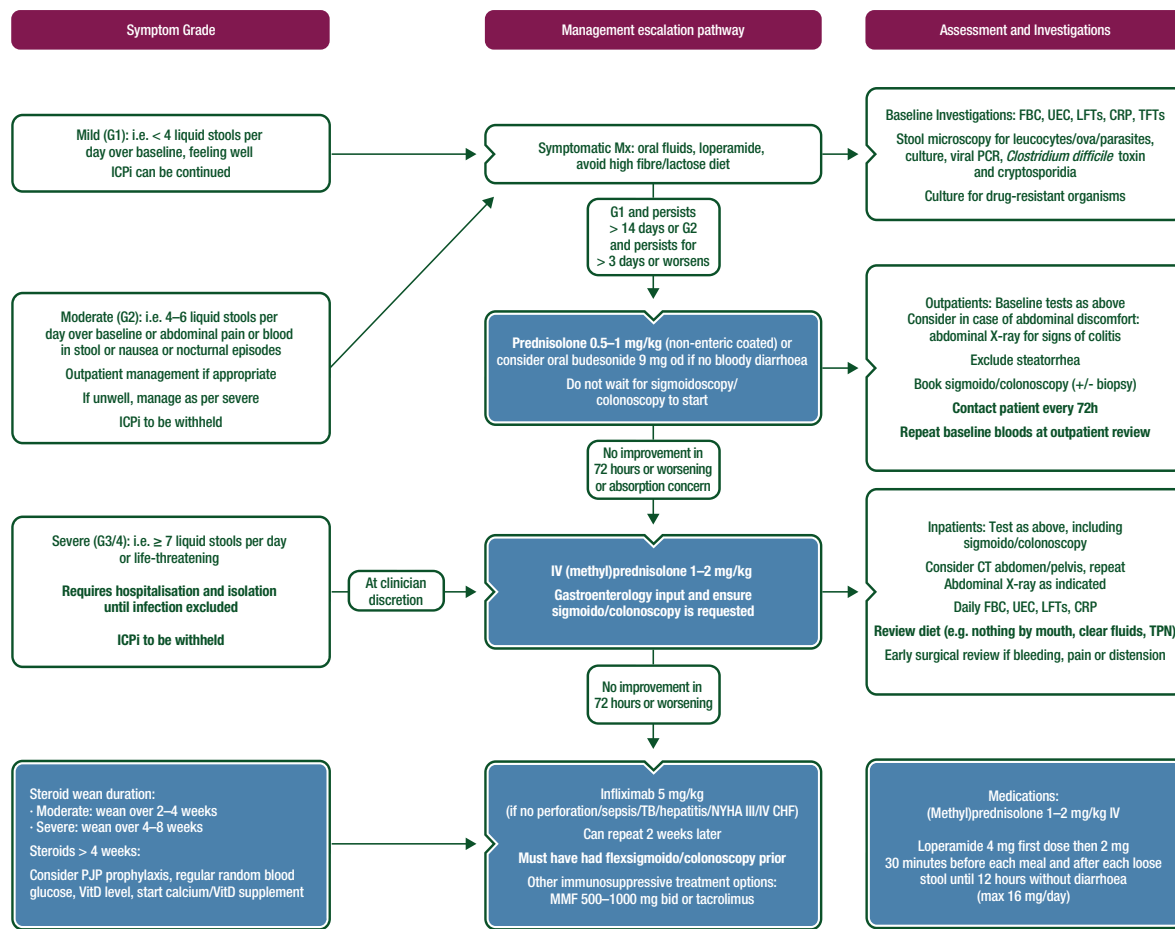 Symptom Grade
Management escalation pathway
Assessment and Investigations
Mild (G1): i.e. < 4 liquid stools per
day over baseline, feeling well
ICPi can be continued
Symptomatic Mx: oral fluids, loperamide,
avoid high fibre/lactose diet
Baseline Investigations: FBC, UEC, LFTs, CRP, TFTs
Stool microscopy for leucocytes/ova/parasites,
culture, viral PCR, Clostridium difficile toxin
and cryptosporidia
Culture for drug-resistant organisms
G1 and persists
> 14 days or G2
and persists for
> 3 days or worsens
Moderate (G2): i.e. 4–6 liquid stools per
day over baseline or abdominal pain or blood
in stool or nausea or nocturnal episodes
Outpatient management if appropriate
If unwell, manage as per severe
ICPi to be withheld
Prednisolone 0.5–1 mg/kg (non-enteric coated) or
consider oral budesonide 9 mg od if no bloody diarrhoea
Do not wait for sigmoidoscopy/
colonoscopy to start
Outpatients: Baseline tests as above
Consider in case of abdominal discomfort:
abdominal X-ray for signs of colitis
Exclude steatorrhea
Book sigmoido/colonoscopy (+/- biopsy)
Contact patient every 72h
Repeat baseline bloods at outpatient review
No improvement in
72 hours or worsening
or absorption concern
Severe (G3/4): i.e. ≥ 7 liquid stools per day
or life-threatening
Requires hospitalisation and isolation
until infection excluded
ICPi to be withheld
At clinician
discretion
IV (methyl)prednisolone 1–2 mg/kg
Gastroenterology input and ensure
sigmoido/colonoscopy is requested
Inpatients: Test as above, including
sigmoido/colonoscopy
Consider CT abdomen/pelvis, repeat
Abdominal X-ray as indicated
Daily FBC, UEC, LFTs, CRP
Review diet (e.g. nothing by mouth, clear fluids, TPN)
Early surgical review if bleeding, pain or distension
No improvement in
72 hours or worsening
Steroid wean duration:
· Moderate: wean over 2–4 weeks
· Severe: wean over 4–8 weeks
Steroids > 4 weeks:
Consider PJP prophylaxis, regular random blood
glucose, VitD level, start calcium/VitD supplement
Infliximab 5 mg/kg
(if no perforation/sepsis/TB/hepatitis/NYHA III/IV CHF)
Can repeat 2 weeks later
Must have had flexsigmoido/colonoscopy prior
Other immunosuppressive treatment options:
MMF 500–1000 mg bid or tacrolimus
Medications:
(Methyl)prednisolone 1–2 mg/kg IV
Loperamide 4 mg first dose then 2 mg
30 minutes before each meal and after each loose
stool until 12 hours without diarrhoea
(max 16 mg/day)